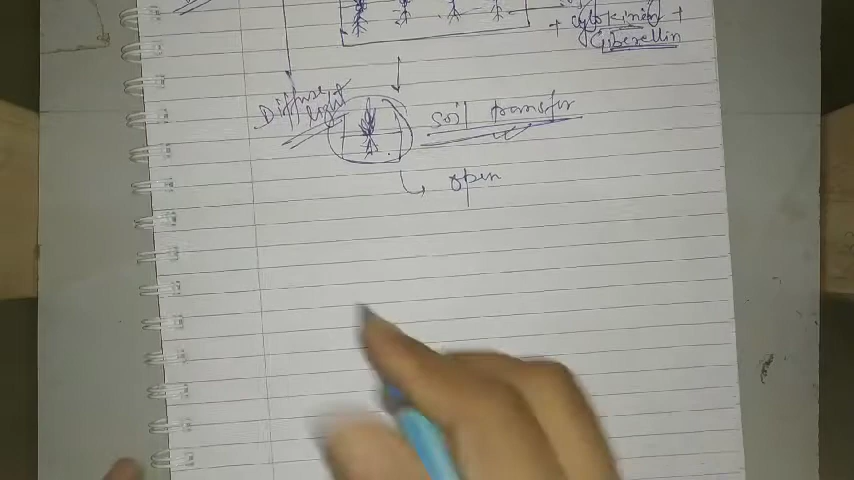 + cytokinin +
Giberellin
Diffuse
light
soil transfer
open